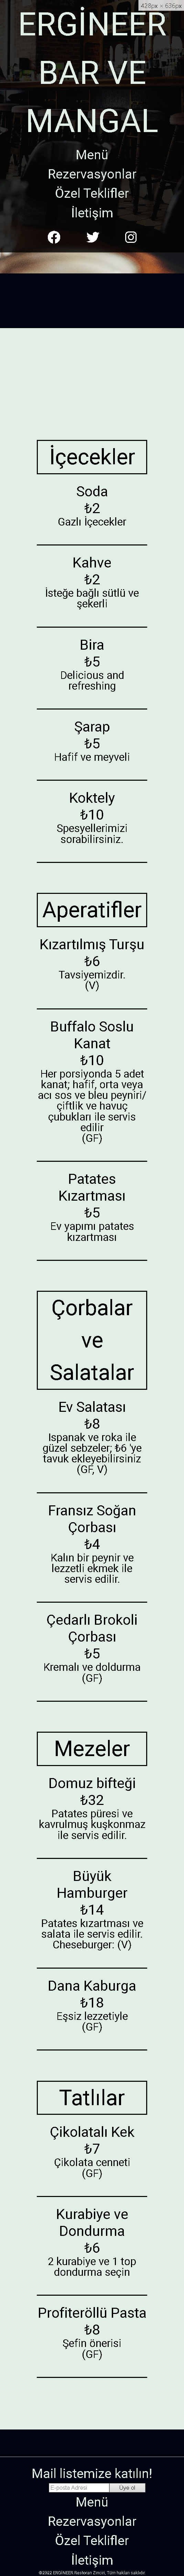 428px × 636px
ERGİNEER
BAR VE
MANGAL
Menü
Rezervasyonlar
Özel Teklifler
İletişim
İçecekler
Soda
₺2
Gazlı İçecekler
Kahve
₺2
İsteğe bağlı sütlü ve
şekerli
Bira
₺5
Delicious and
refreshing
Şarap
₺5
Hafif ve meyveli
Koktely
₺10
Spesyellerimizi
sorabilirsiniz.
Aperatifler
Kızartılmış Turşu
₺6
Tavsiyemizdir.
(V)
Buffalo Soslu
Kanat
₺10
Her porsiyonda 5 adet
kanat; hafif, orta veya
acı sos ve bleu peyniri/
çiftlik ve havuç
çubukları ile servis
edilir
(GF)
Patates
Kızartması
₺5
Ev yapımı patates
kızartması
Çorbalar
ve
Salatalar
Ev Salatası
₺8
Ispanak ve roka ile
güzel sebzeler; ₺6 'ye
tavuk ekleyebilirsiniz
(GF, V)
Fransız Soğan
Çorbası
₺4
Kalın bir peynir ve
lezzetli ekmek ile
servis edilir.
Çedarlı Brokoli
Çorbası
₺5
Kremalı ve doldurma
(GF)
Mezeler
Domuz bifteği
₺32
Patates püresi ve
kavrulmuş kuşkonmaz
ile servis edilir.
Büyük
Hamburger
₺14
Patates kızartması ve
salata ile servis edilir.
Cheseburger: (V)
Dana Kaburga
₺18
Eşsiz lezzetiyle
(GF)
Tatlılar
Çikolatalı Kek
₺7
Çikolata cenneti
(GF)
Kurabiye ve
Dondurma
₺6
2 kurabiye ve 1 top
dondurma seçin
Profiteröllü Pasta
₺8
Şefin önerisi
(GF)
Mail listemize katılın!
E-posta Adresi Üye ol
Menü
Rezervasyonlar
Özel Teklifler
İletişim
©2022 ERGİNEER Restoran Zinciri, Tüm hakları saklıdır.